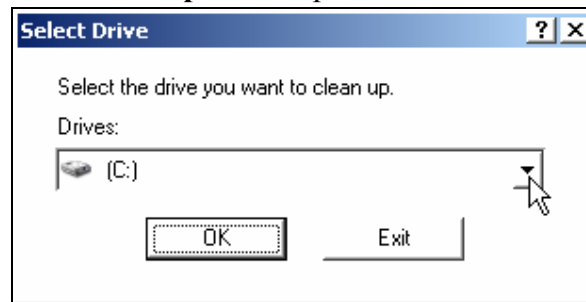 Select Drive ? ×
Select the drive you want to clean up.
Drives:
(C:)
OK Exit